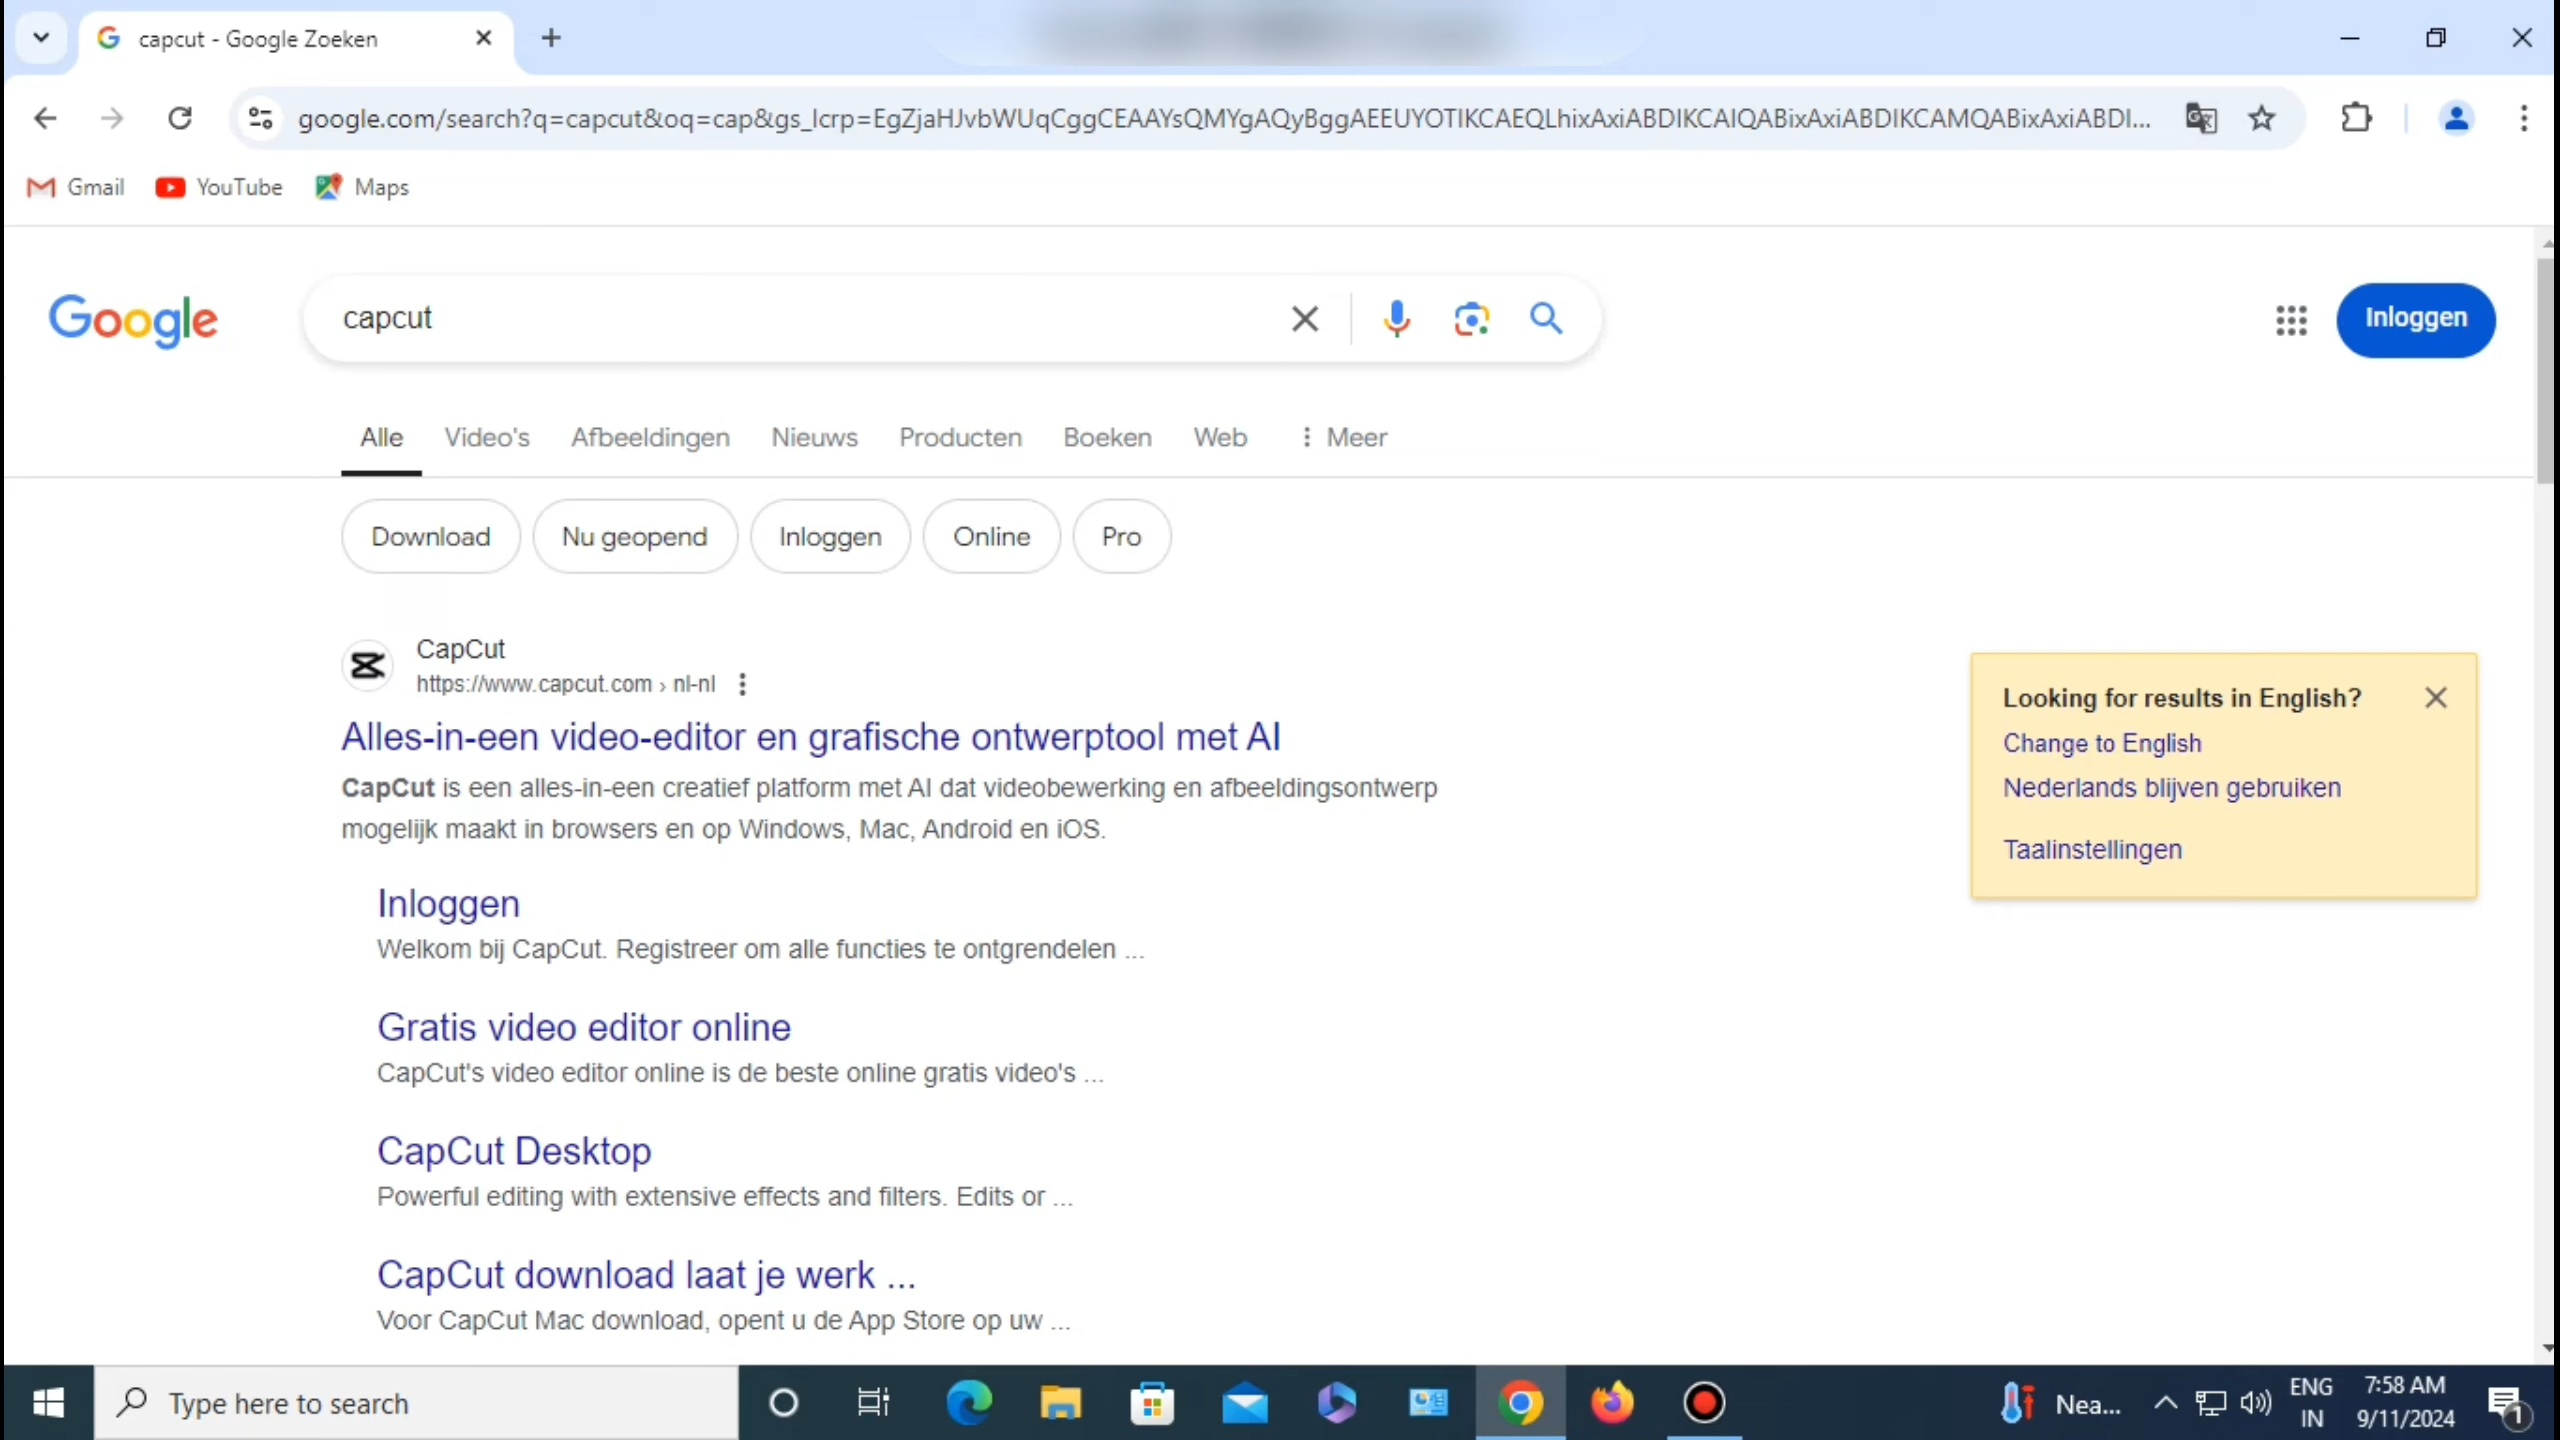 capcut - Google Zoeken
google.com/search?q=capcut&oq=cap&gs_lcrp=EgZjaHJvbWUqCggCEAAYsQMYgAQyBggAEEUYOTIKCAEQLhixAxiABDIKCAIQABixAxiABDIKCAMQABixAxiABDI...
Gmail YouTube Maps
Google
capcut
Inloggen
Alle Video's Afbeeldingen Nieuws Producten Boeken Web Meer
Download Nu geopend Inloggen Online Pro
CapCut
https://www.capcut.com › nl-nl
Alles-in-een video-editor en grafische ontwerptool met AI
CapCut is een alles-in-een creatief platform met AI dat videobewerking en afbeeldingsontwerp
mogelijk maakt in browsers en op Windows, Mac, Android en iOS.
Looking for results in English?
Change to English
Nederlands blijven gebruiken
Taalinstellingen
Inloggen
Welkom bij CapCut. Registreer om alle functies te ontgrendelen ...
Gratis video editor online
CapCut's video editor online is de beste online gratis video's ...
CapCut Desktop
Powerful editing with extensive effects and filters. Edits or ...
CapCut download laat je werk ...
Voor CapCut Mac download, opent u de App Store op uw ...
Type here to search
Nea...
ENG
IN
7:58 AM
9/11/2024
1